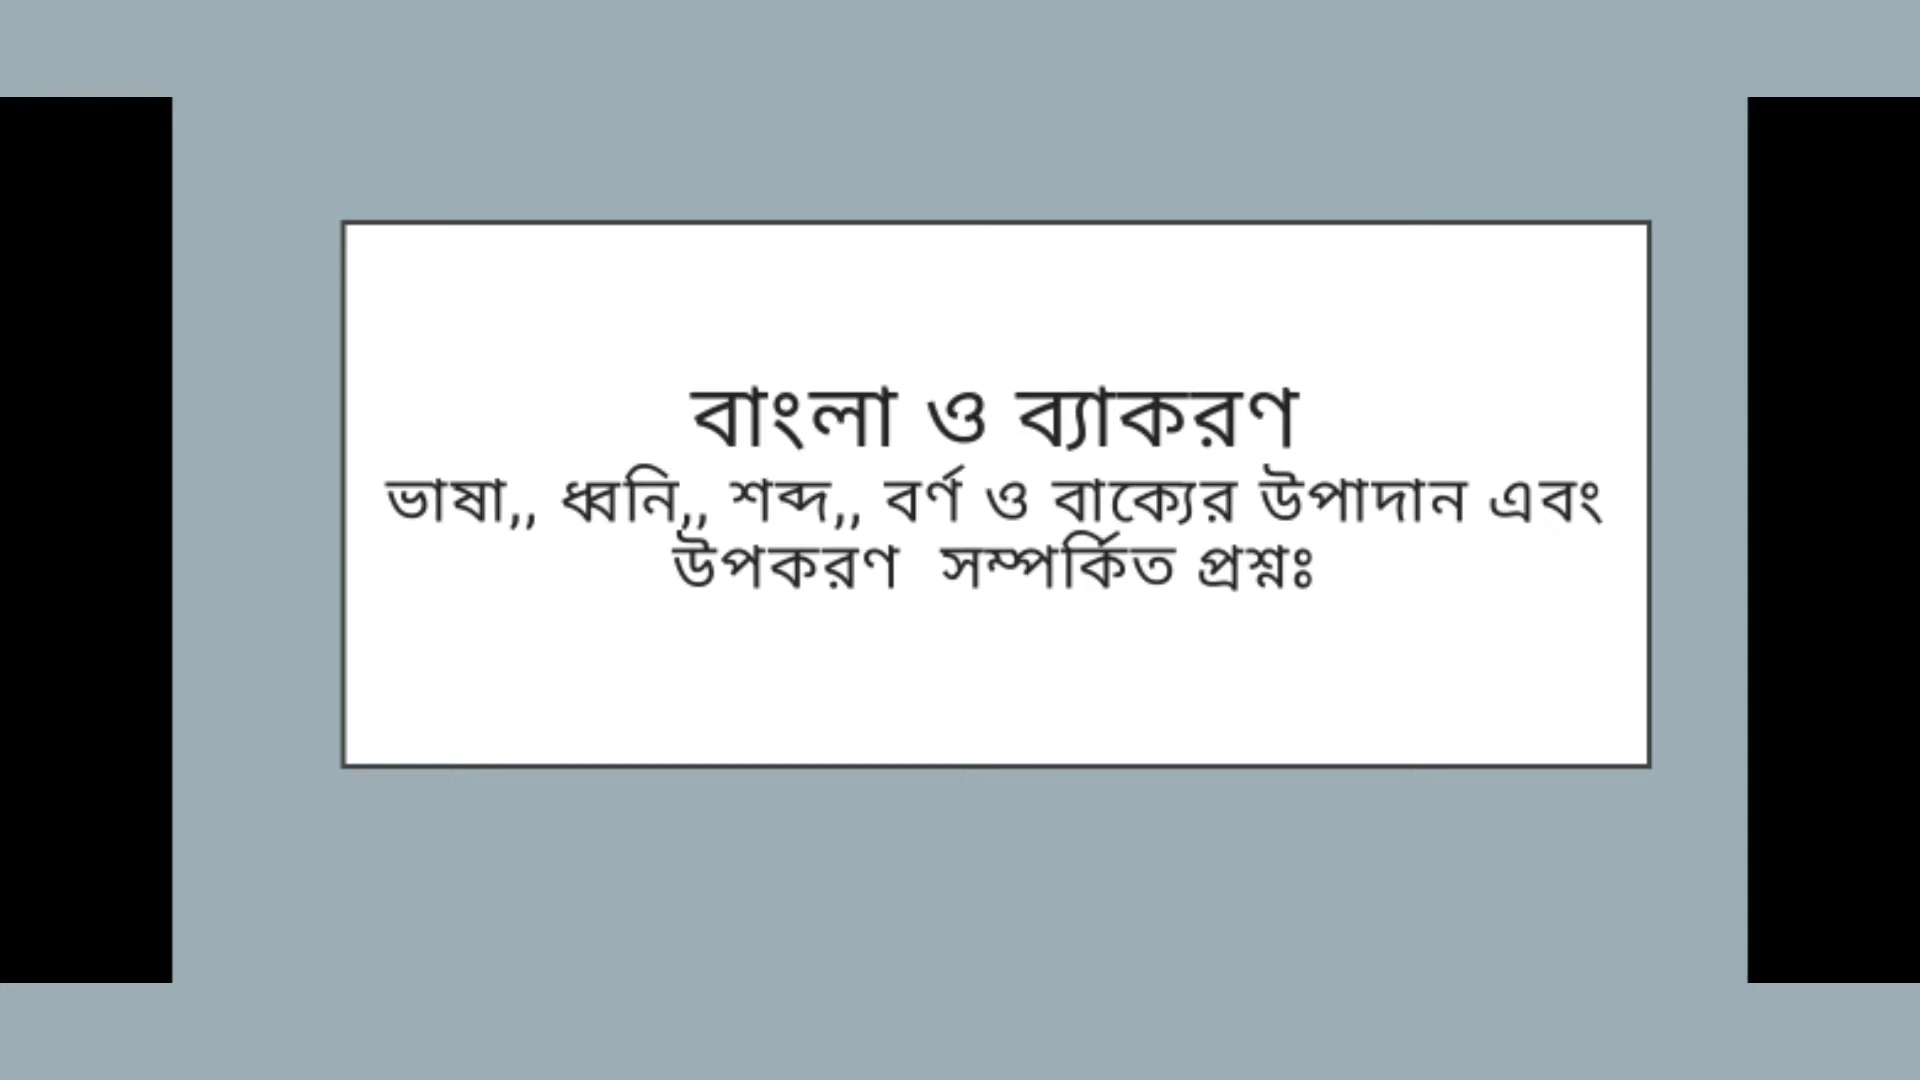 বাংলা ও ব্যাকরণ
ভাষা,, ধ্বনি,, শব্দ,, বর্ণ ও বাক্যের উপাদান এবং
উপকরণ সম্পর্কিত প্রশ্নঃ